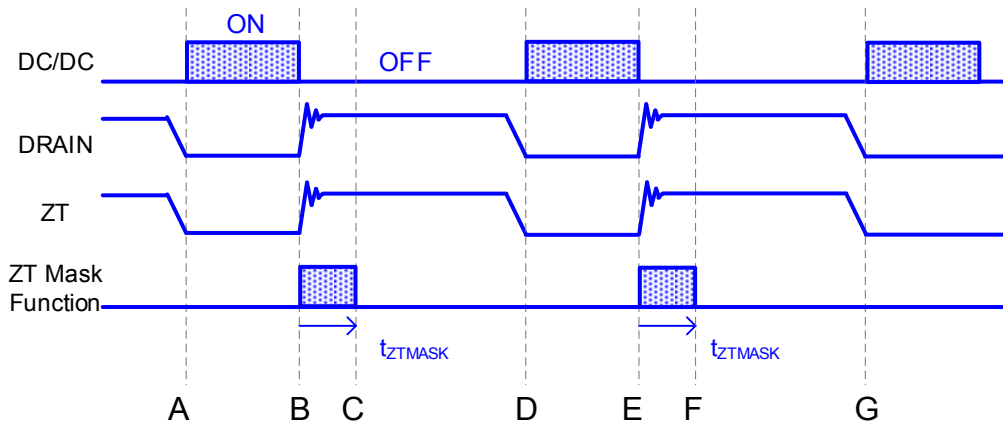 ON
DC/DC
OFF
DRAIN
ZT
ZT Mask
Function
tZTMASK
tZTMASK
A
B
C
D
E
F
G